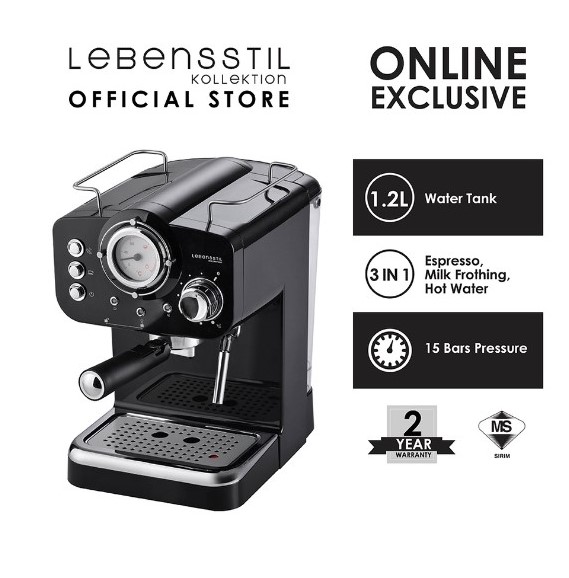 LEBENSSTIL
KOLLEKTION
OFFICIAL STORE
ONLINE
EXCLUSIVE
1.2L
Water Tank
3 IN 1
Espresso,
Milk Frothing,
Hot Water
15 Bars Pressure
LEBENSSTIL
2
YEAR
WARRANTY
MS
SIRIM